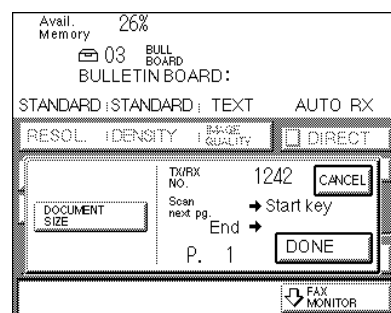 Avail. Memory 26%
03 BULL BOARD
BULLETIN BOARD:
STANDARD STANDARD TEXT AUTO RX
RESOL. DENSITY IMAGE QUALITY DIRECT
TX/RX NO. 1242 CANCEL
DOCUMENT SIZE
Scan next pg. ➔ Start key
End ➔
P. 1 DONE
FAX MONITOR